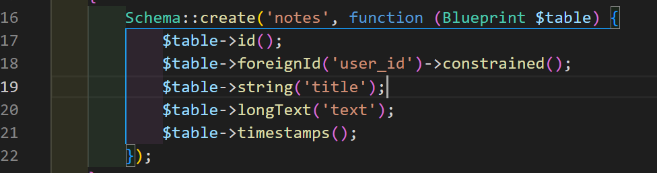 16 Schema::create('notes', function (Blueprint $table) {
17 $table->id();
18 $table->foreignId('user_id')->constrained();
19 $table->string('title');
20 $table->longText('text');
21 $table->timestamps();
22 });